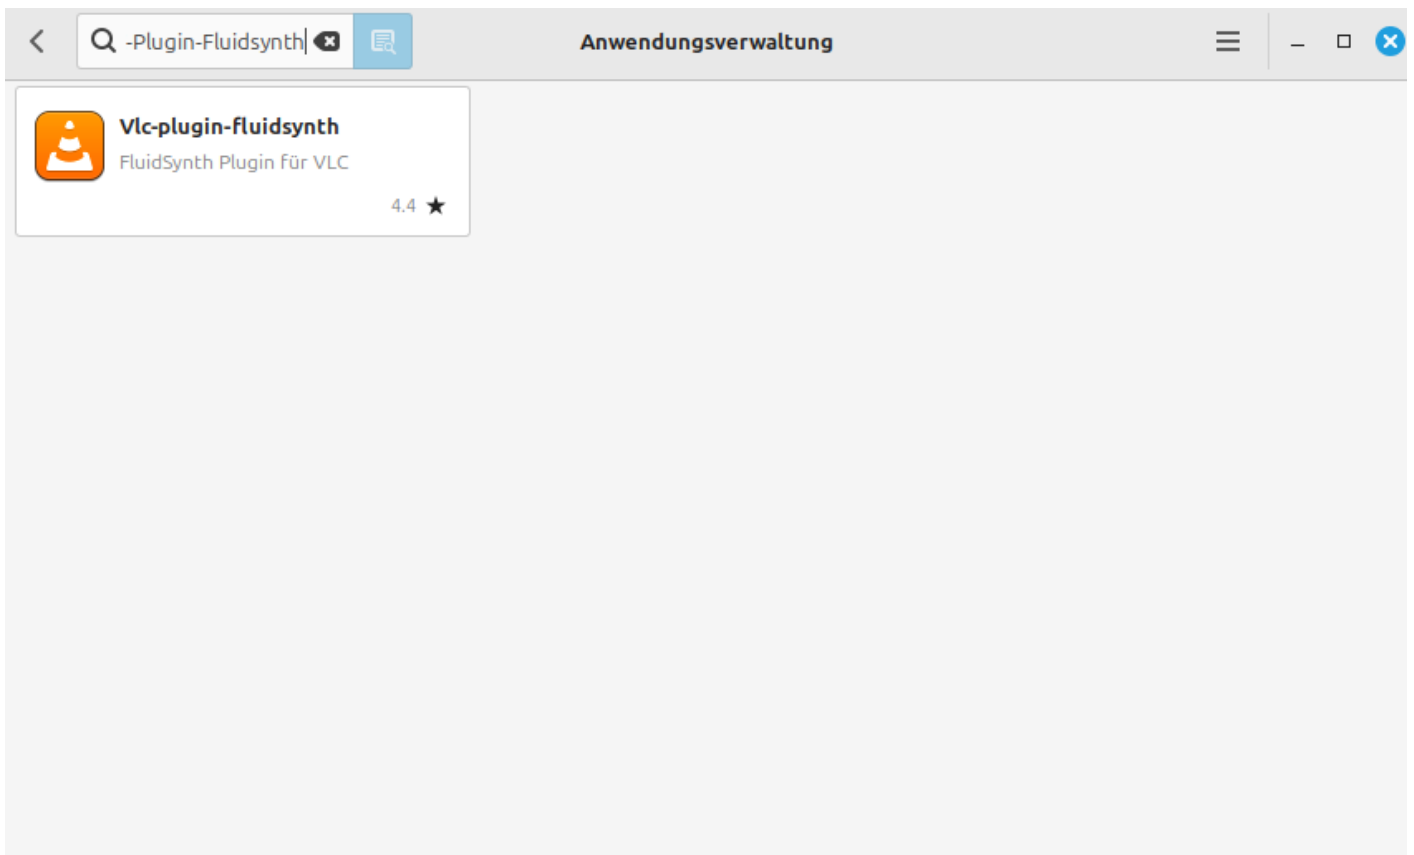 -Plugin-Fluidsynth
Anwendungsverwaltung
Vlc-plugin-fluidsynth
FluidSynth Plugin für VLC
4.4